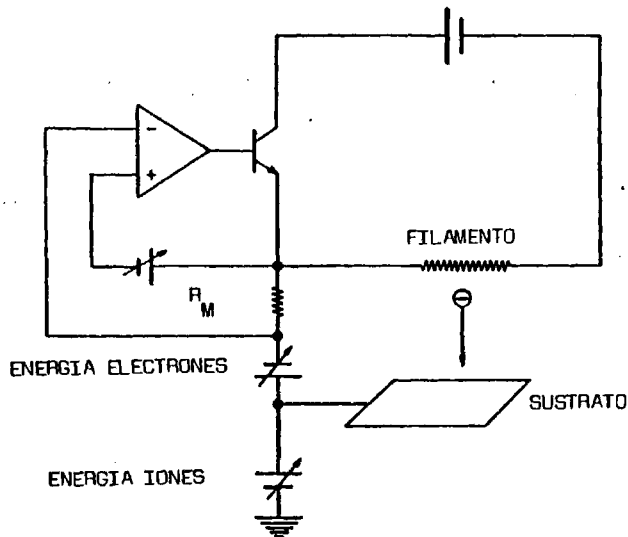 -
+
FILAMENTO
R
M
ENERGIA ELECTRONES
SUSTRATO
ENERGIA IONES